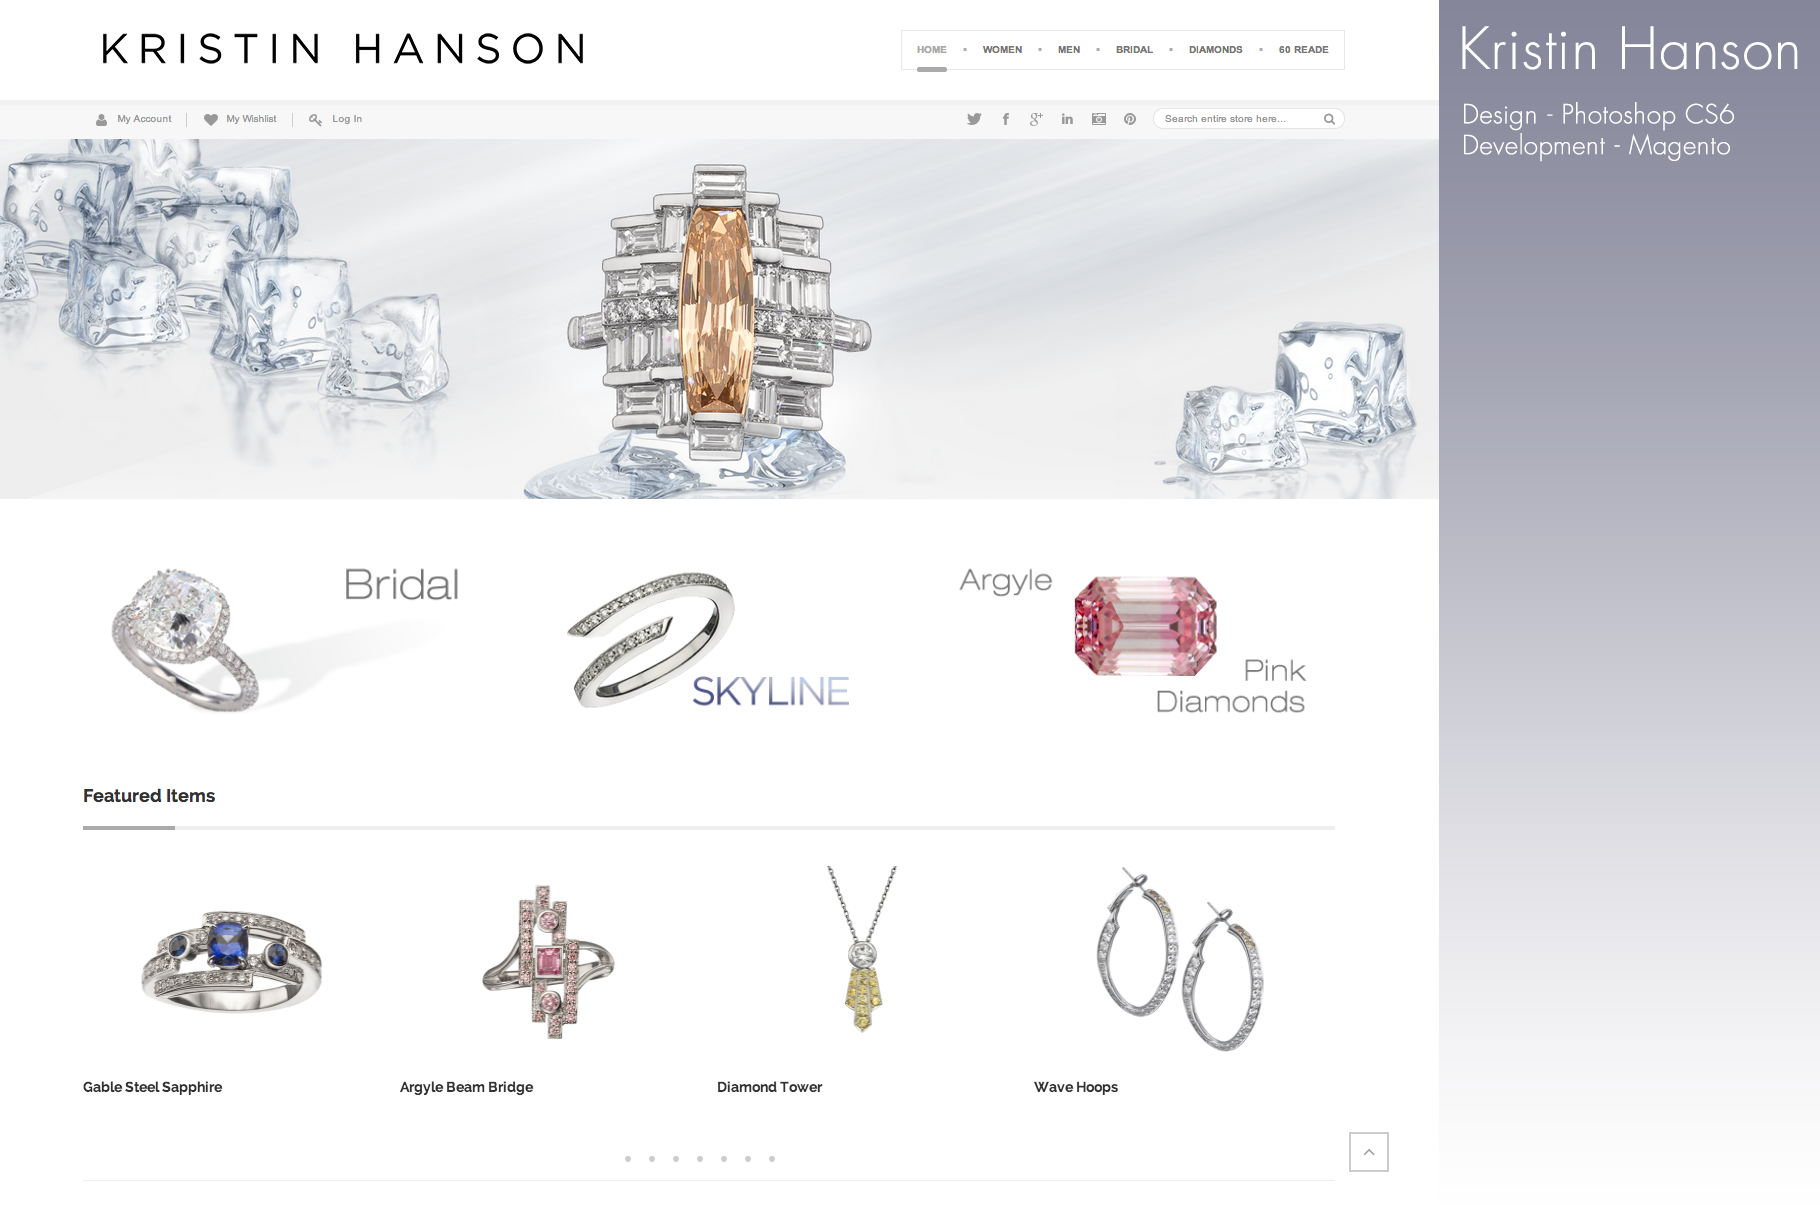 KRISTIN HANSON
HOME WOMEN MEN BRIDAL DIAMONDS 60 READE
My Account My Wishlist Log In
Search entire store here...
Bridal
SKYLINE
Argyle
Pink
Diamonds
Featured Items
Gable Steel Sapphire
Argyle Beam Bridge
Diamond Tower
Wave Hoops
Kristin Hanson
Design - Photoshop CS6
Development - Magento